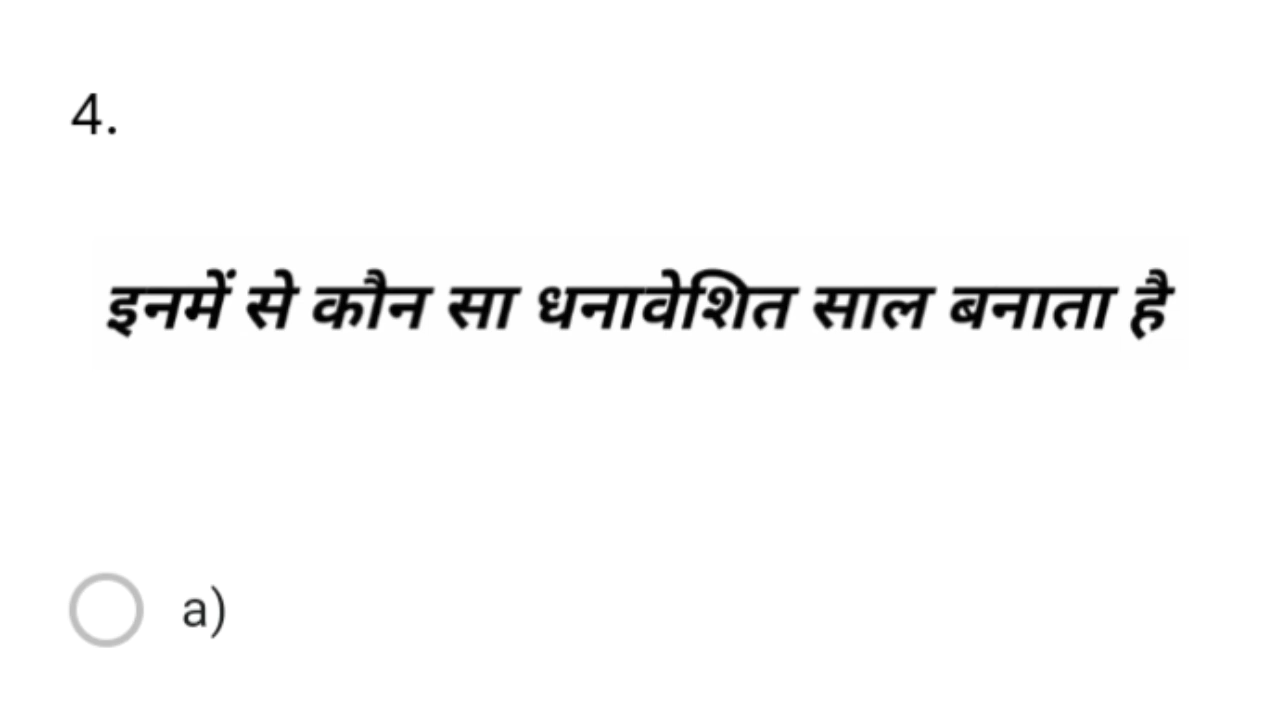 4.
इनमें से कौन सा धनावेशित साल बनाता है
a)